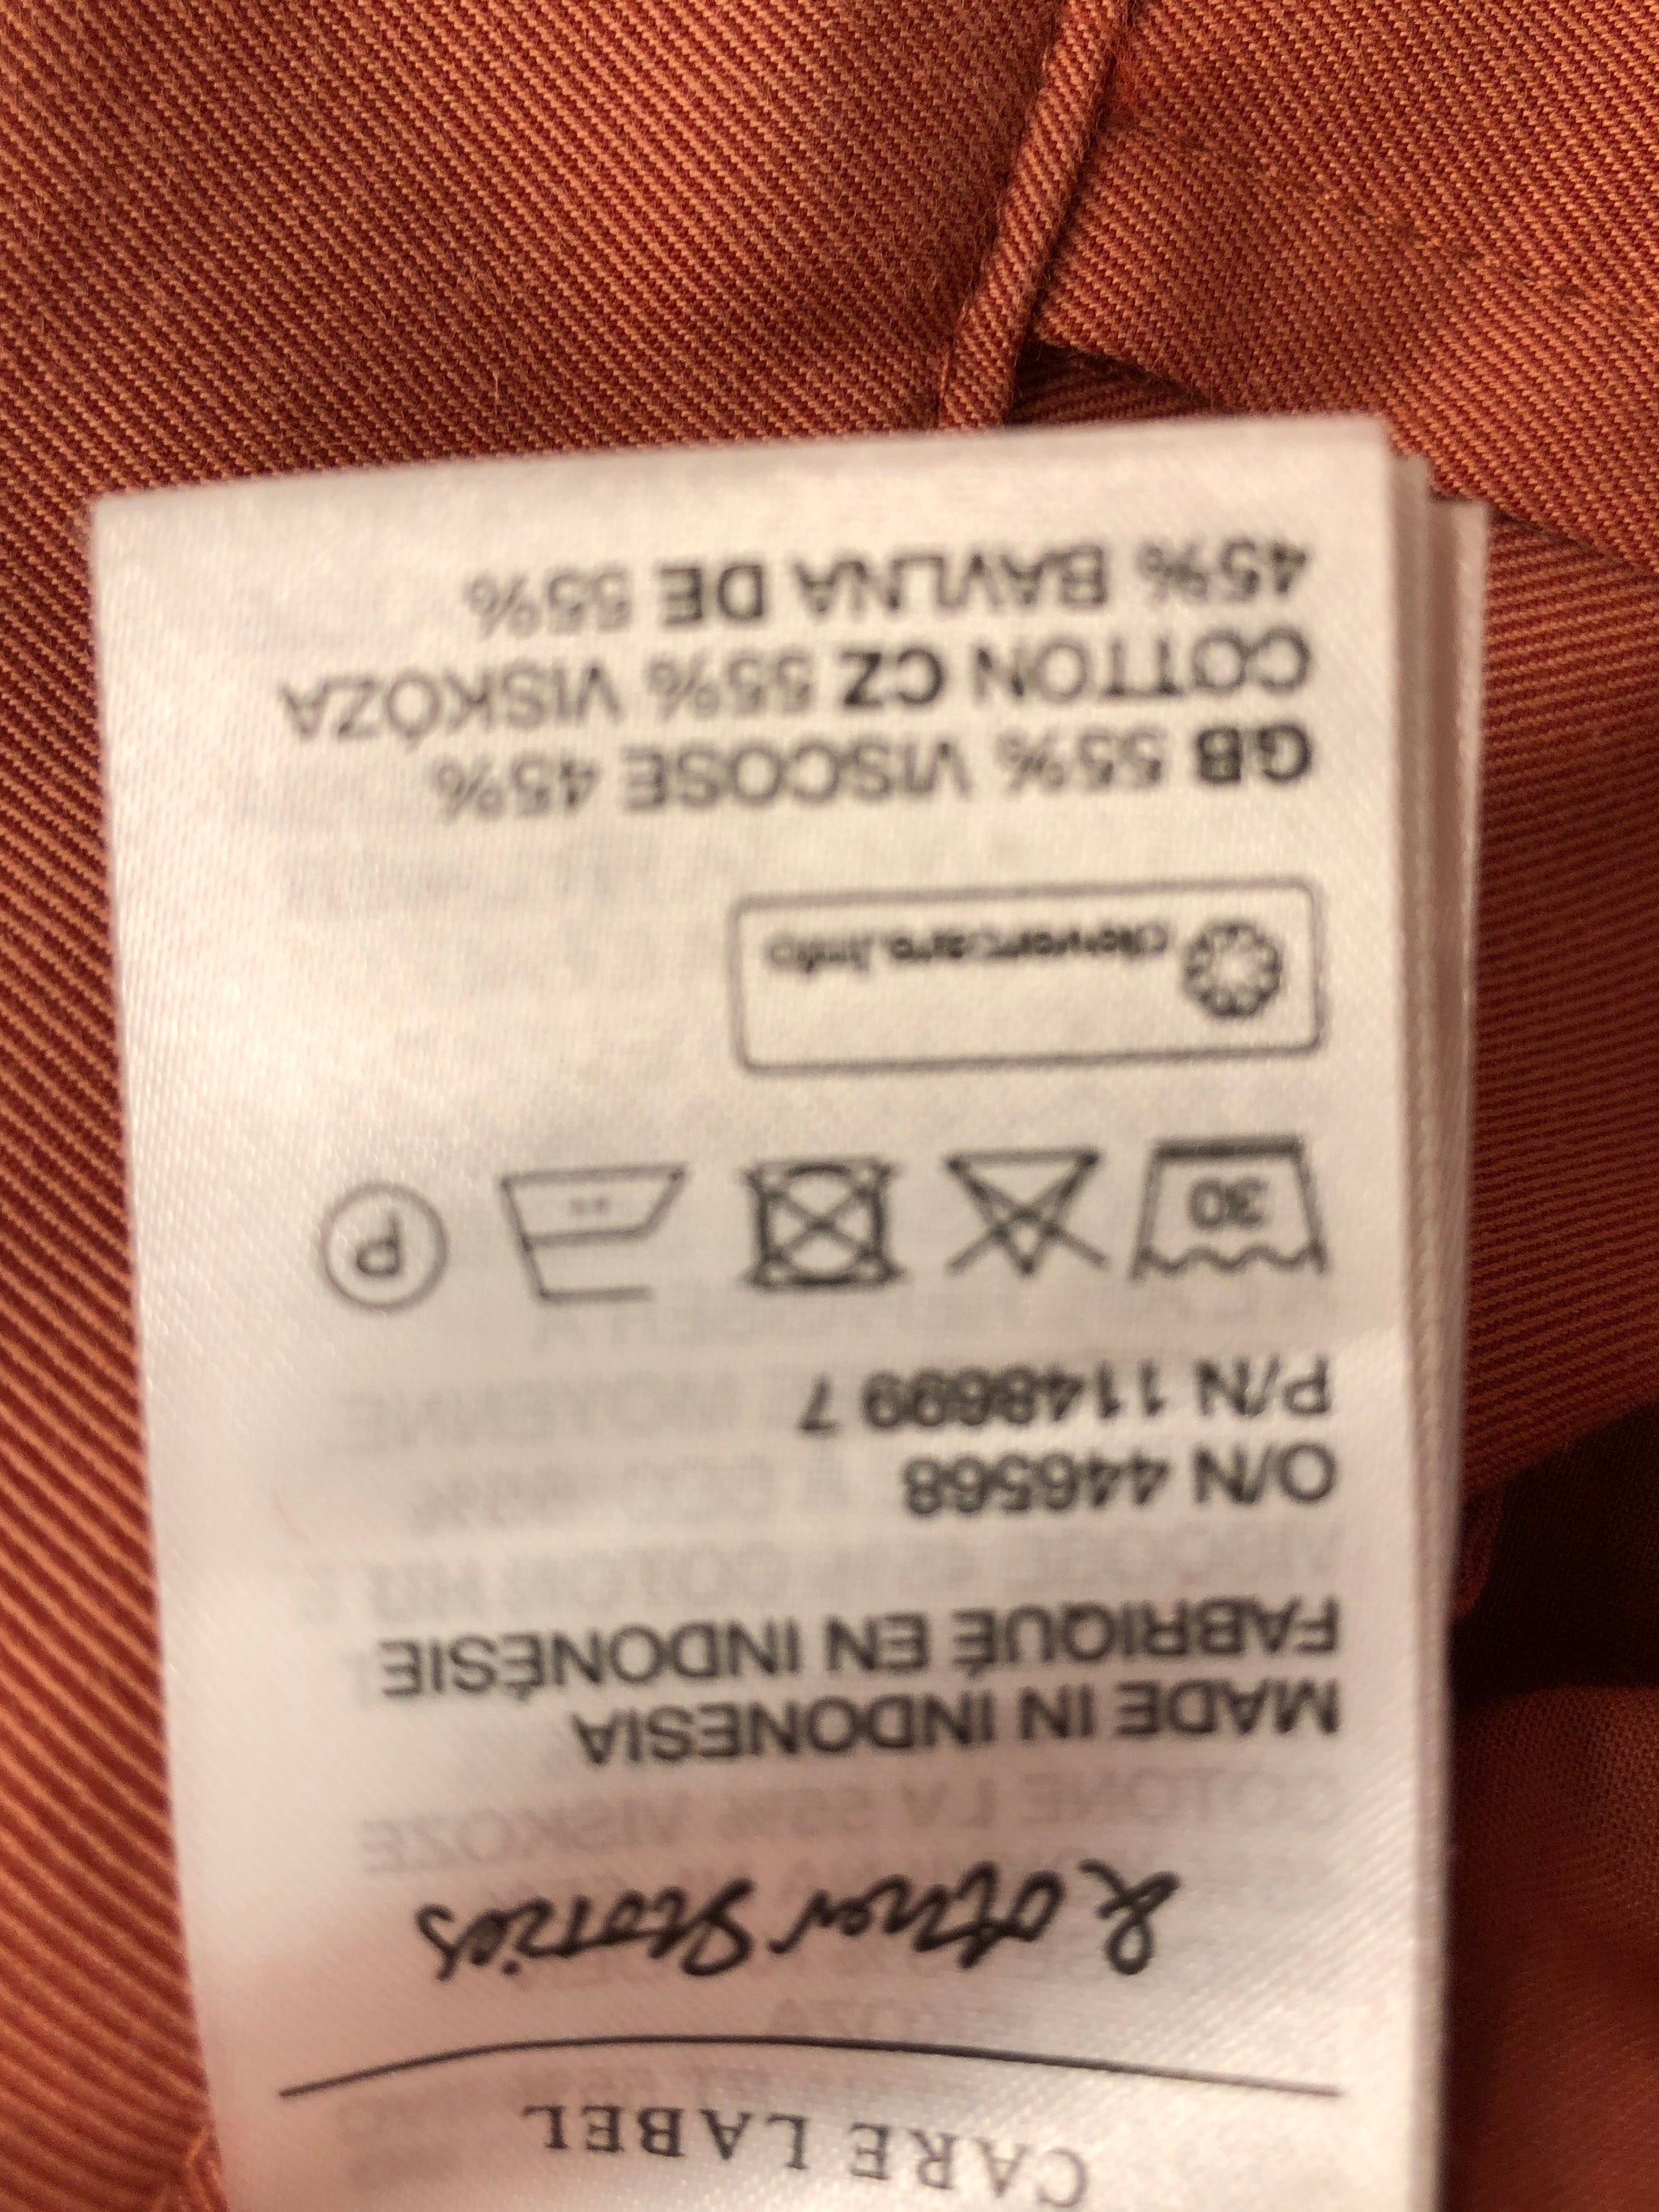 CARE LABEL
& other Stories
MADE IN INDONESIA
FABRIQUÉ EN INDONÉSIE
O/N 446568
P/N 1148699 7
30
P
clevercare.info
GB 55% VISCOSE 45%
COTTON CZ 55% VISKÓZA
45% BAVLNA DE 55%